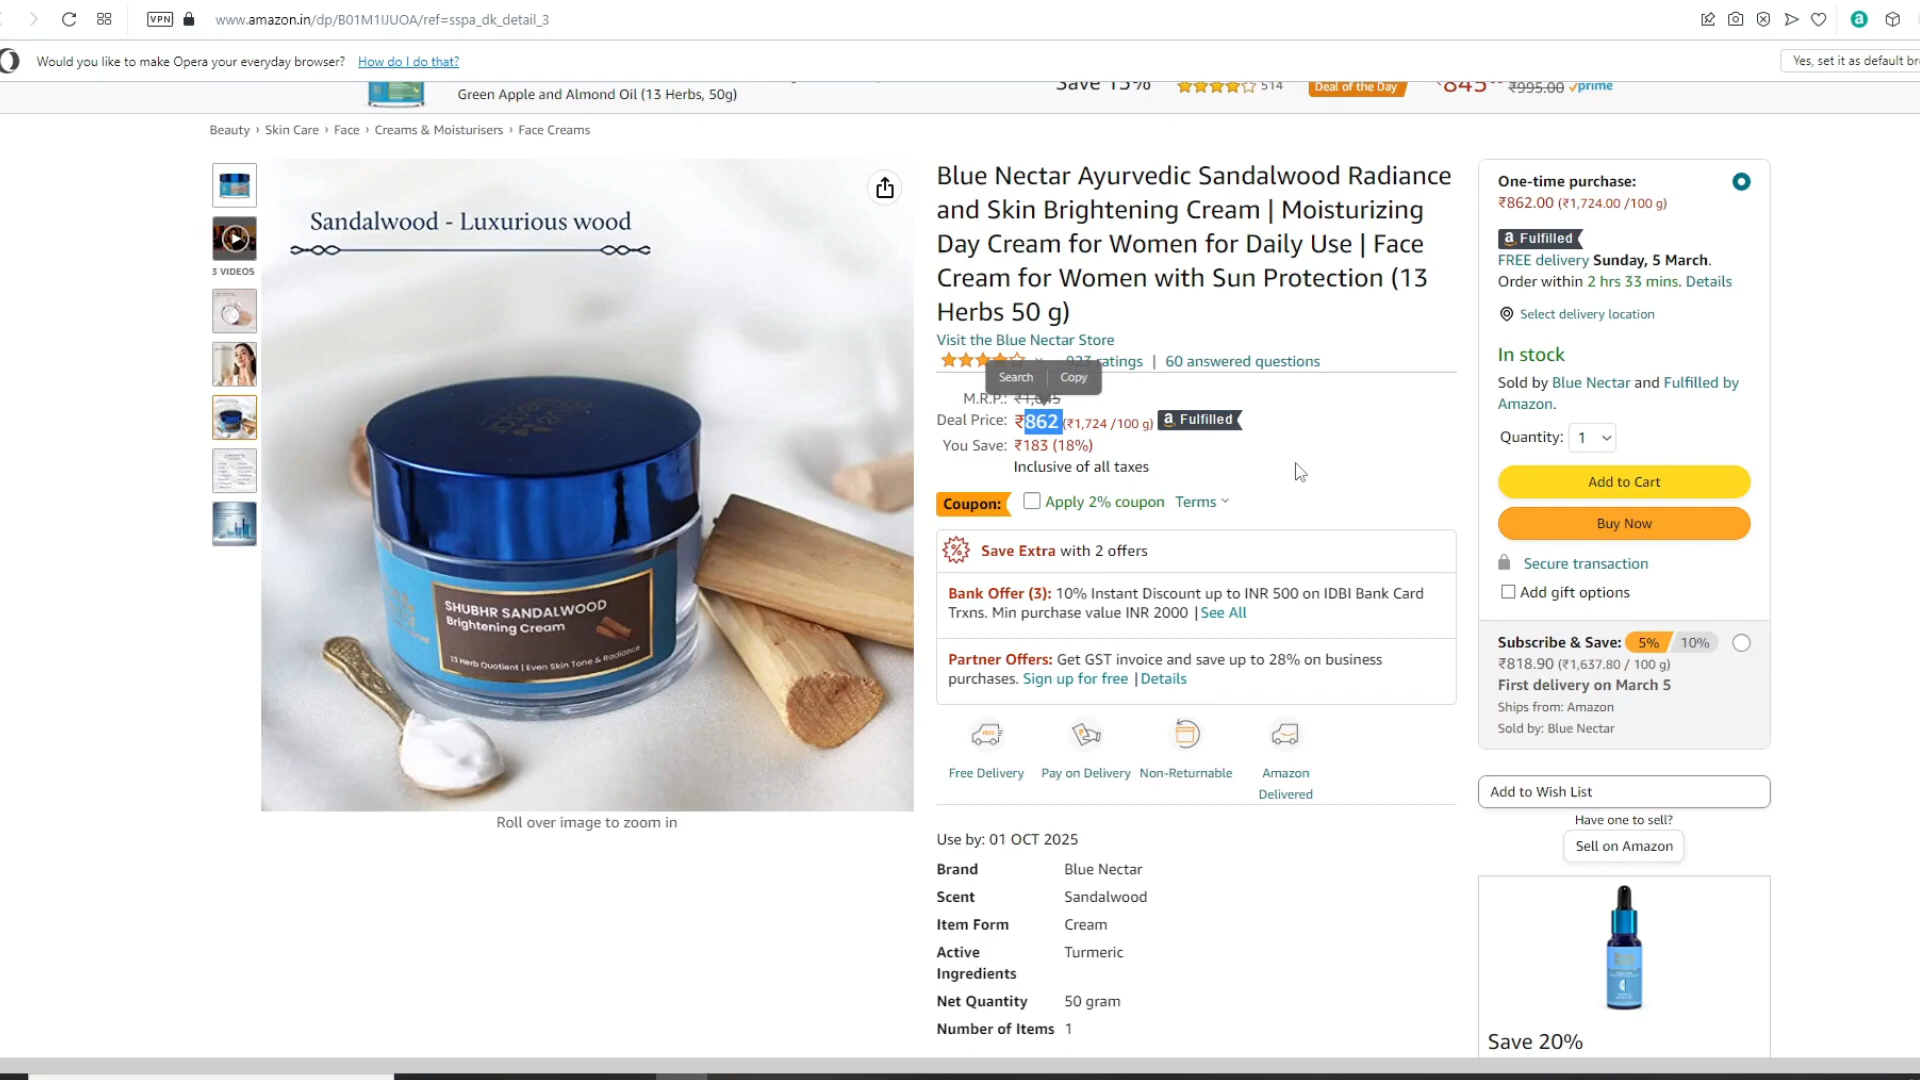 VPN
www.amazon.in/dp/B01M1IJUOA/ref=sspa_dk_detail_3
Would you like to make Opera your everyday browser? How do I do that?
Yes, set it as default br
Green Apple and Almond Oil (13 Herbs, 50g)
Save 15%
514
Deal of the Day
₹845
₹995.00 prime
Beauty › Skin Care › Face › Creams & Moisturisers › Face Creams
3 VIDEOS
Sandalwood - Luxurious wood
SHUBHR SANDALWOOD
Brightening Cream
13 Herb Quotient | Even Skin Tone & Radiance
Roll over image to zoom in
Blue Nectar Ayurvedic Sandalwood Radiance
and Skin Brightening Cream | Moisturizing
Day Cream for Women for Daily Use | Face
Cream for Women with Sun Protection (13
Herbs 50 g)
Visit the Blue Nectar Store
923 ratings | 60 answered questions
Search Copy
M.R.P.: ₹1,045
Deal Price: ₹862 (₹1,724 /100 g) a Fulfilled
You Save: ₹183 (18%)
Inclusive of all taxes
Coupon: Apply 2% coupon Terms
Save Extra with 2 offers
Bank Offer (3): 10% Instant Discount up to INR 500 on IDBI Bank Card
Trxns. Min purchase value INR 2000 | See All
Partner Offers: Get GST invoice and save up to 28% on business
purchases. Sign up for free | Details
Free Delivery
Pay on Delivery
Non-Returnable
Amazon
Delivered
Use by: 01 OCT 2025
Brand Blue Nectar
Scent Sandalwood
Item Form Cream
Active Turmeric
Ingredients
Net Quantity 50 gram
Number of Items 1
One-time purchase:
₹862.00 (₹1,724.00 /100 g)
a Fulfilled
FREE delivery Sunday, 5 March.
Order within 2 hrs 33 mins. Details
Select delivery location
In stock
Sold by Blue Nectar and Fulfilled by
Amazon.
Quantity: 1
Add to Cart
Buy Now
Secure transaction
Add gift options
Subscribe & Save: 5% 10%
₹818.90 (₹1,637.80 / 100 g)
First delivery on March 5
Ships from: Amazon
Sold by: Blue Nectar
Add to Wish List
Have one to sell?
Sell on Amazon
Save 20%